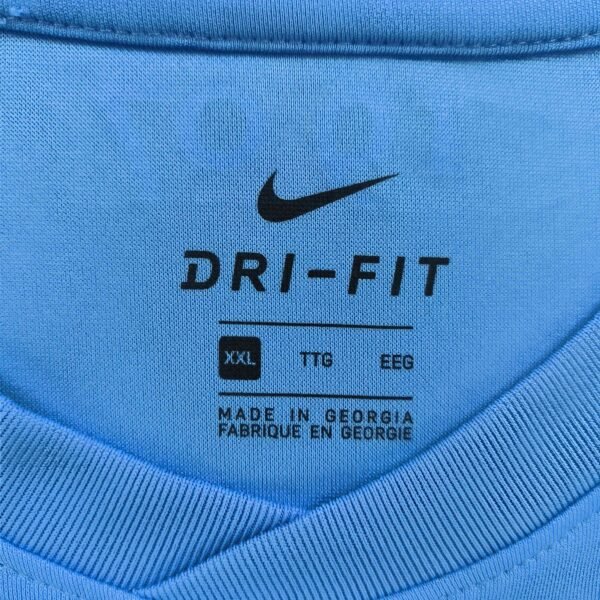 DRI-FIT
XXL TTG EEG
MADE IN GEORGIA
FABRIQUE EN GEORGIE